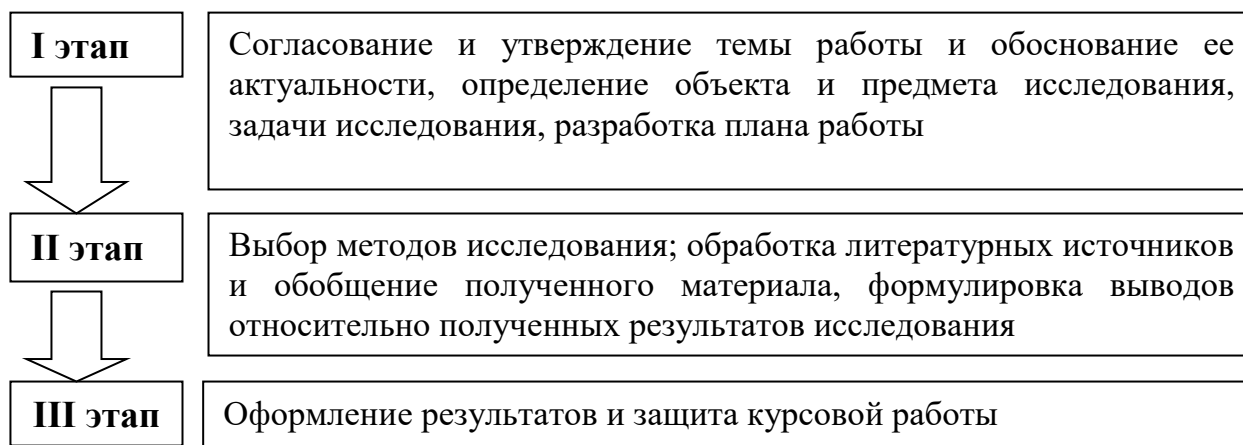 I этап
Согласование и утверждение темы работы и обоснование ее
актуальности, определение объекта и предмета исследования,
задачи исследования, разработка плана работы
II этап
Выбор методов исследования; обработка литературных источников
и обобщение полученного материала, формулировка выводов
относительно полученных результатов исследования
III этап
Оформление результатов и защита курсовой работы